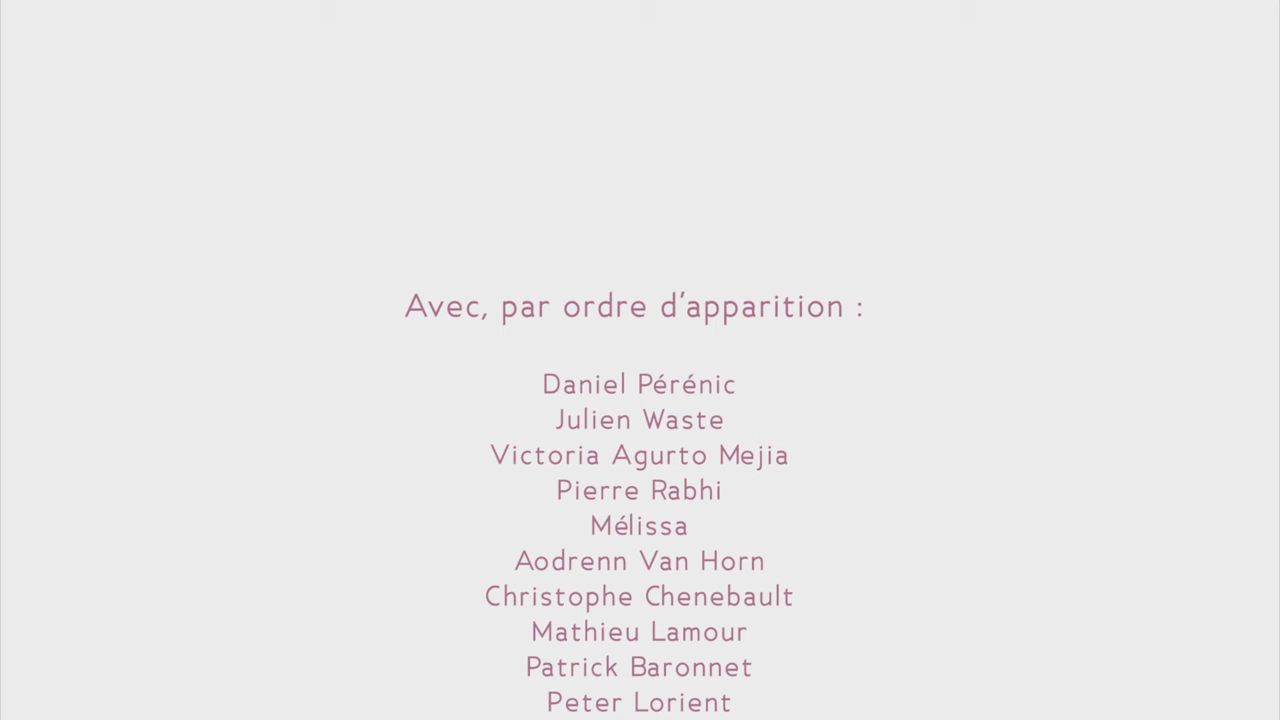 Avec, par ordre d'apparition :
Daniel Pérénic
Julien Waste
Victoria Agurto Mejia
Pierre Rabhi
Mélissa
Aodrenn Van Horn
Christophe Chenebault
Mathieu Lamour
Patrick Baronnet
Peter Lorient